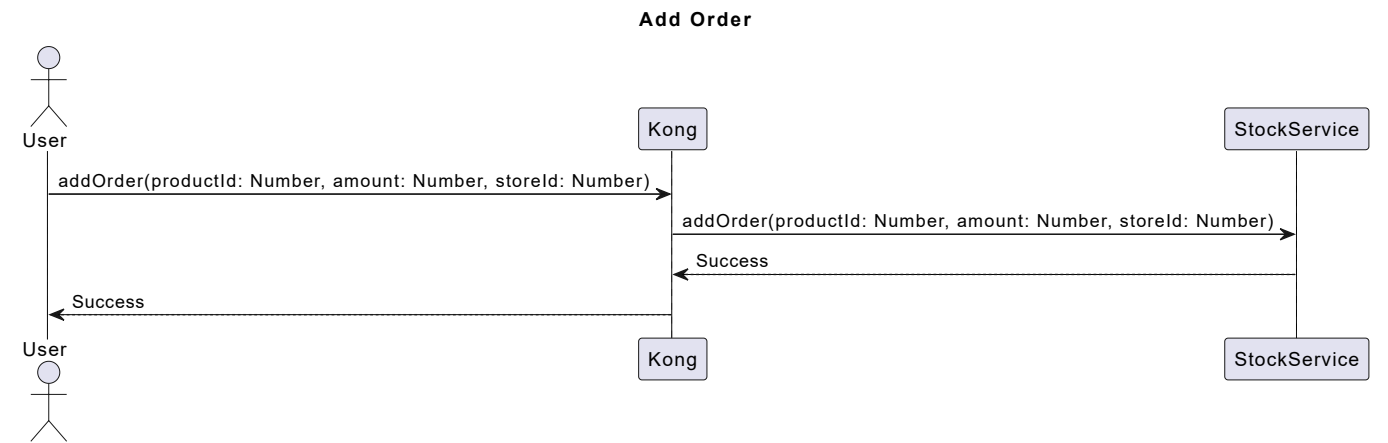 Add Order
User
Kong
StockService
addOrder(productId: Number, amount: Number, storeId: Number)
addOrder(productId: Number, amount: Number, storeId: Number)
Success
Success
User
Kong
StockService